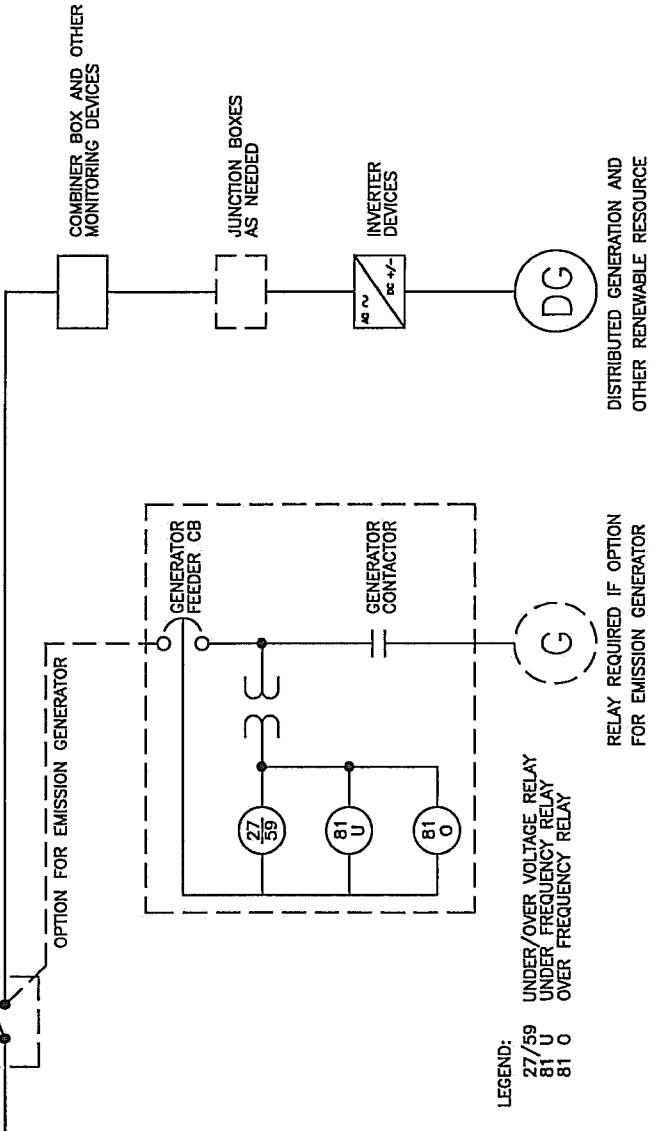 COMBINER BOX AND OTHER
MONITORING DEVICES
JUNCTION BOXES
AS NEEDED
INVERTER
DEVICES
AC ~
DC +/-
DG
DISTRIBUTED GENERATION AND
OTHER RENEWABLE RESOURCE
OPTION FOR EMISSION GENERATOR
GENERATOR
FEEDER CB
GENERATOR
CONTACTOR
27
59
81
U
81
O
G
RELAY REQUIRED IF OPTION
FOR EMISSION GENERATOR
LEGEND:
27/59 UNDER/OVER VOLTAGE RELAY
81 U UNDER FREQUENCY RELAY
81 O OVER FREQUENCY RELAY